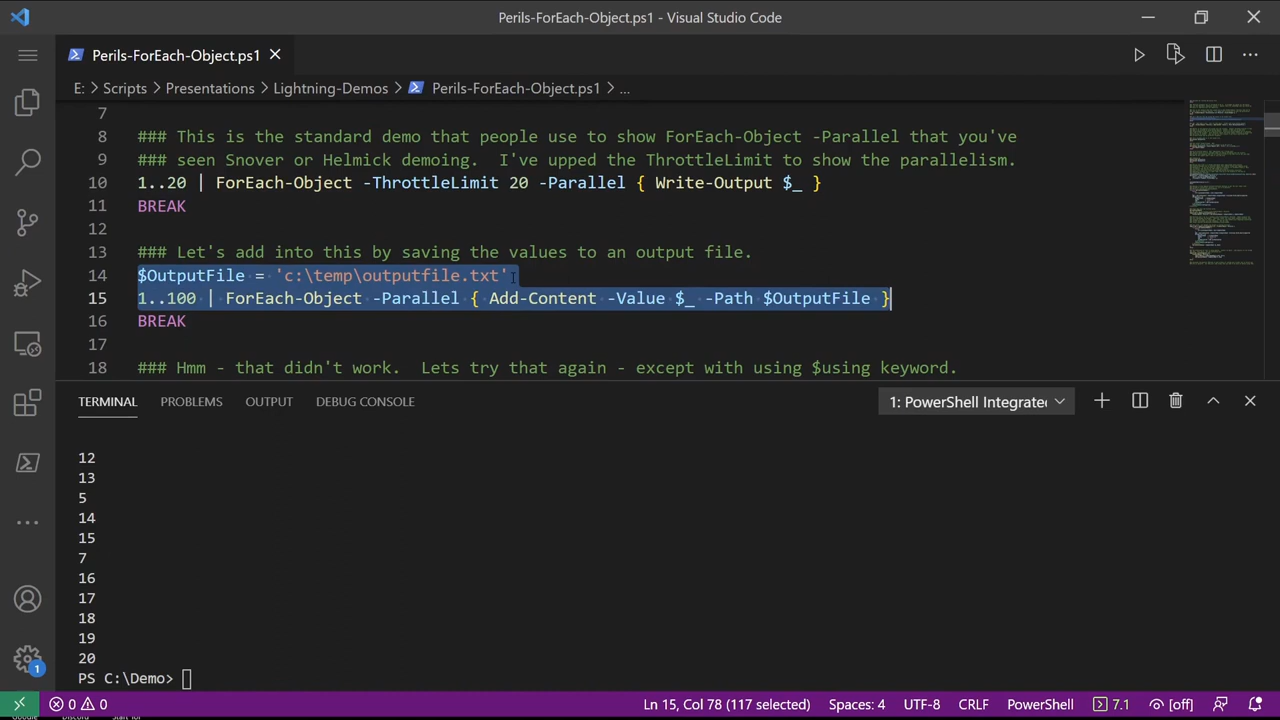 Perils-ForEach-Object.ps1 - Visual Studio Code
Perils-ForEach-Object.ps1
E: > Scripts > Presentations > Lightning-Demos > Perils-ForEach-Object.ps1 > ...
7
8 ### This is the standard demo that people use to show ForEach-Object -Parallel that you've
9 ### seen Snover or Helmick demoing. I've upped the ThrottleLimit to show the parallelism.
10 1..20 | ForEach-Object -ThrottleLimit 20 -Parallel { Write-Output $_ }
11 BREAK
12
13 ### Let's add into this by saving the values to an output file.
14 $OutputFile = 'c:\temp\outputfile.txt'
15 1..100 | ForEach-Object -Parallel { Add-Content -Value $_ -Path $OutputFile }
16 BREAK
17
18 ### Hmm - that didn't work. Lets try that again - except with using $using keyword.
TERMINAL PROBLEMS OUTPUT DEBUG CONSOLE 1: PowerShell Integrate
12
13
5
14
15
7
16
17
18
19
20
PS C:\Demo>
1
0 0 Ln 15, Col 78 (117 selected) Spaces: 4 UTF-8 CRLF PowerShell 7.1 [off]